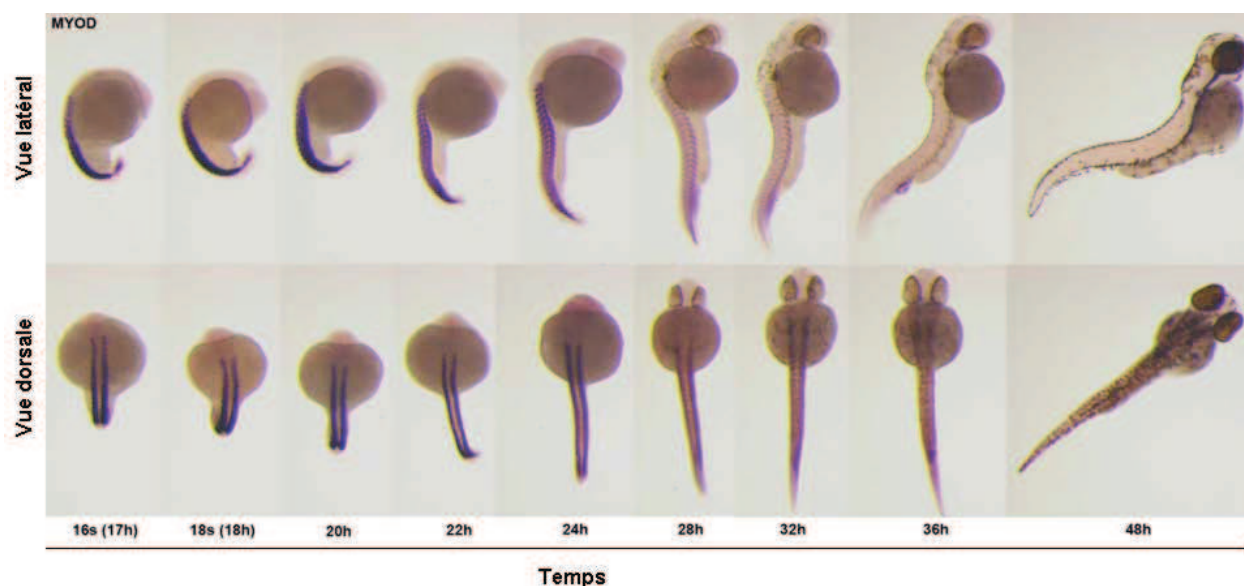 MYOD
Vue latéral
Vue dorsale
16s (17h) 18s (18h) 20h 22h 24h 28h 32h 36h 48h
Temps